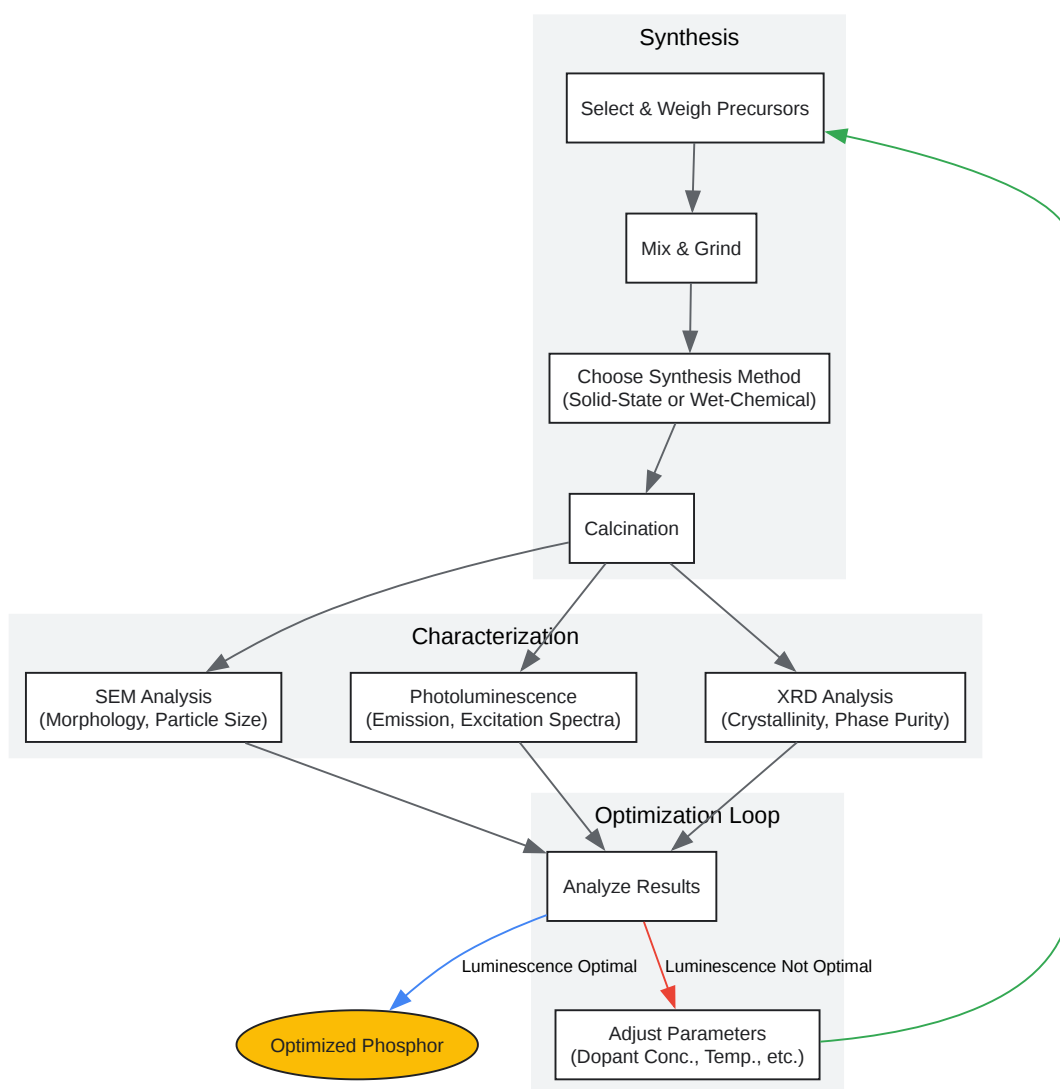 Synthesis
Select & Weigh Precursors
Mix & Grind
Choose Synthesis Method
(Solid-State or Wet-Chemical)
Calcination
Characterization
SEM Analysis
(Morphology, Particle Size)
Photoluminescence
(Emission, Excitation Spectra)
XRD Analysis
(Crystallinity, Phase Purity)
Optimization Loop
Analyze Results
Luminescence Optimal
Luminescence Not Optimal
Optimized Phosphor
Adjust Parameters
(Dopant Conc., Temp., etc.)